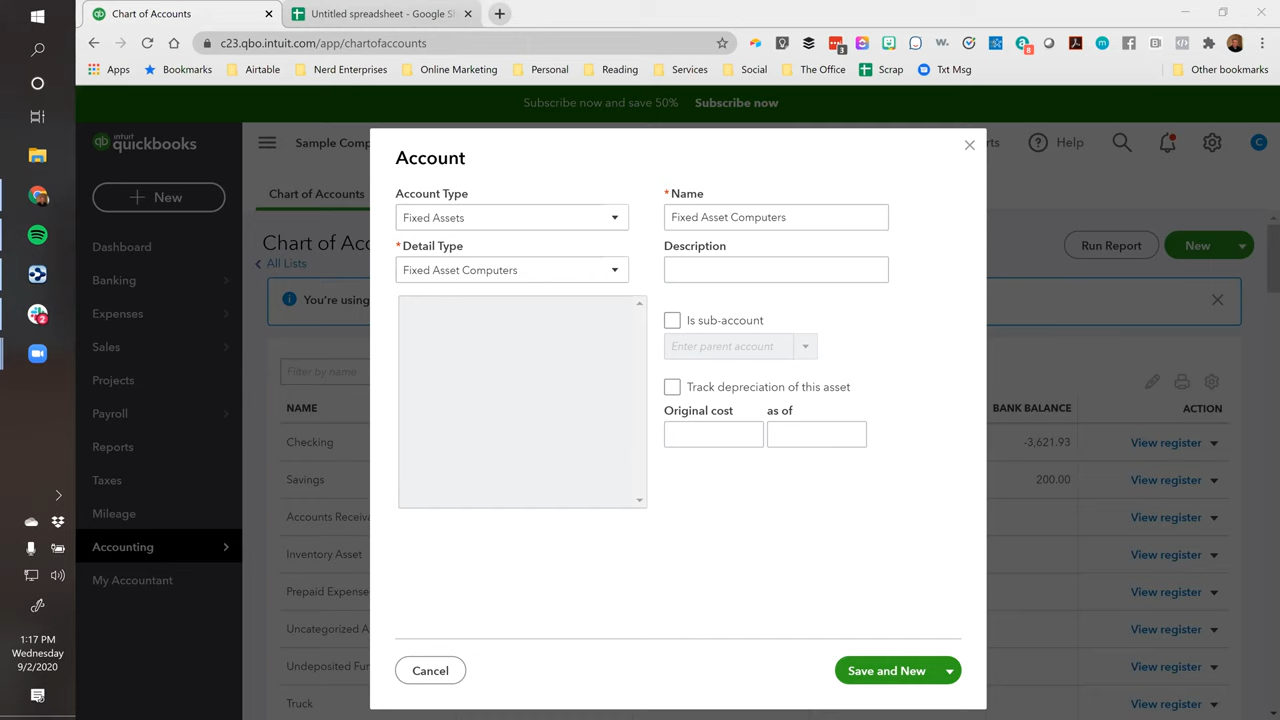 Chart of Accounts
Untitled spreadsheet - Google S
c23.qbo.intuit.com/app/chartofaccounts
3
8
Apps
Bookmarks
Airtable
Nerd Enterprises
Online Marketing
Personal
Reading
Services
Social
The Office
Scrap
Txt Msg
Other bookmarks
Subscribe now and save 50% Subscribe now
intuit
quickbooks
Sample Comp
rts
Help
C
New
Dashboard
Banking
Expenses
Sales
Projects
Payroll
Reports
Taxes
Mileage
Accounting
My Accountant
Chart of Accounts
Chart of Acc
All Lists
Run Report
New
You're using
Filter by name
NAME
BANK BALANCE
ACTION
Checking
-3,621.93
View register
Savings
200.00
View register
Accounts Receiva
View register
Inventory Asset
View register
Prepaid Expense
View register
Uncategorized A
View register
Undeposited Fun
View register
Truck
View register
Account
Account Type
Fixed Assets
* Detail Type
Fixed Asset Computers
* Name
Fixed Asset Computers
Description
Is sub-account
Enter parent account
Track depreciation of this asset
Original cost
as of
Cancel
Save and New
2
1:17 PM
Wednesday
9/2/2020